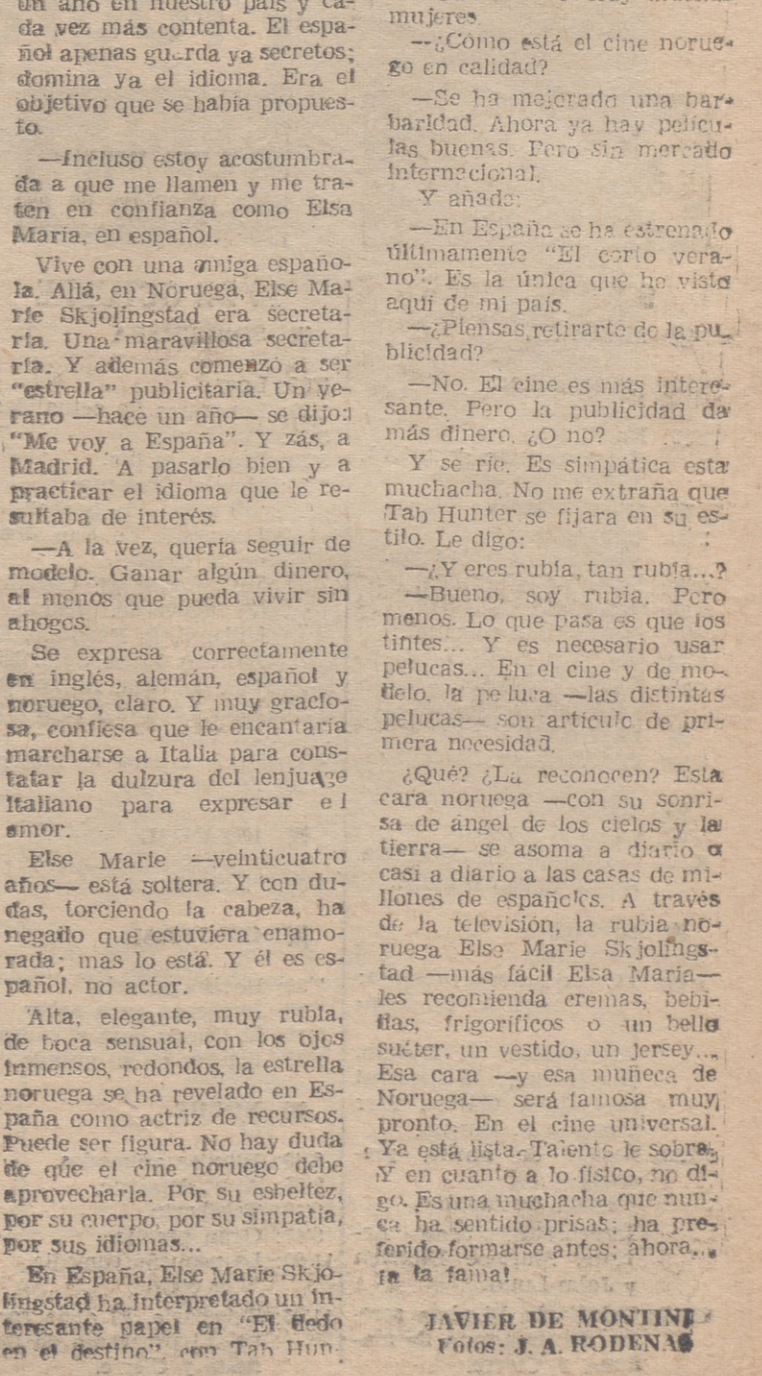 un año en nuestro país y ca-
da vez más contenta. El espa-
ñol apenas guarda ya secretos;
domina ya el idioma. Era el
objetivo que se había propues-
to.
—Incluso estoy acostumbra-
da a que me llamen y me tra-
ten en confianza como Elsa
María, en español.
Vive con una amiga españo-
la. Allá, en Noruega, Else Ma-
rie Skjolingstad era secreta-
ria. Una maravillosa secreta-
ria. Y además comenzó a ser
"estrella" publicitaria. Un ve-
rano —hace un año— se dijo:
"Me voy a España". Y zás, a
Madrid. A pasarlo bien y a
practicar el idioma que le re-
sultaba de interés.
—A la vez, quería seguir de
modelo. Ganar algún dinero,
al menos que pueda vivir sin
ahogos.
Se expresa correctamente
en inglés, alemán, español y
noruego, claro. Y muy gracio-
sa, confiesa que le encantaría
marcharse a Italia para cons-
tatar la dulzura del lenjuage
italiano para expresar el
amor.
Else Marie —veinticuatro
años— está soltera. Y con du-
das, torciendo la cabeza, ha
negado que estuviera enamo-
rada; mas lo está. Y él es es-
pañol, no actor.
Alta, elegante, muy rubia,
de boca sensual, con los ojos
inmensos, redondos, la estrella
noruega se ha revelado en Es-
paña como actriz de recursos.
Puede ser figura. No hay duda
de que el cine noruego debe
aprovecharla. Por su esbeltez,
por su cuerpo, por su simpatía,
por sus idiomas...
En España, Else Marie Skjo-
lingstad ha interpretado un in-
teresante papel en "El dedo
en el destino", con Tab Hun-
mujeres
—¿Cómo está el cine norue-
go en calidad?
—Se ha mejorado una bar-
baridad. Ahora ya hay pelícu-
las buenas. Pero sin mercado
internacional.
Y añade:
—En España se ha estrenado
últimamente "El corto vera-
no". Es la única que he visto
aquí de mi país.
—¿Piensas retirarte de la pu-
blicidad?
—No. El cine es más intere-
sante. Pero la publicidad da
más dinero. ¿O no?
Y se ríe. Es simpática esta
muchacha. No me extraña que
Tab Hunter se fijara en su es-
tilo. Le digo:
—¿Y eres rubia, tan rubia...?
—Bueno, soy rubia. Pero
menos. Lo que pasa es que los
tintes... Y es necesario usar
pelucas... En el cine y de mo-
delo, la peluca —las distintas
pelucas— son artículo de pri-
mera necesidad.
¿Qué? ¿La reconocen? Esta
cara noruega —con su sonri-
sa de ángel de los cielos y la
tierra— se asoma a diario o
casi a diario a las casas de mi-
llones de españoles. A través
de la televisión, la rubia no-
ruega Else Marie Skjolings-
tad —más fácil Elsa María—
les recomienda cremas, bebi-
das, frigoríficos o un bello
suéter, un vestido, un jersey...
Esa cara —y esa muñeca de
Noruega— será famosa muy
pronto. En el cine universal.
Ya está lista. Talento le sobra.
Y en cuanto a lo físico, no di-
go. Es una muchacha que nun-
ca ha sentido prisas; ha pre-
ferido formarse antes; ahora...
¡a la fama!
JAVIER DE MONTINI
Fotos: J. A. RODENAS